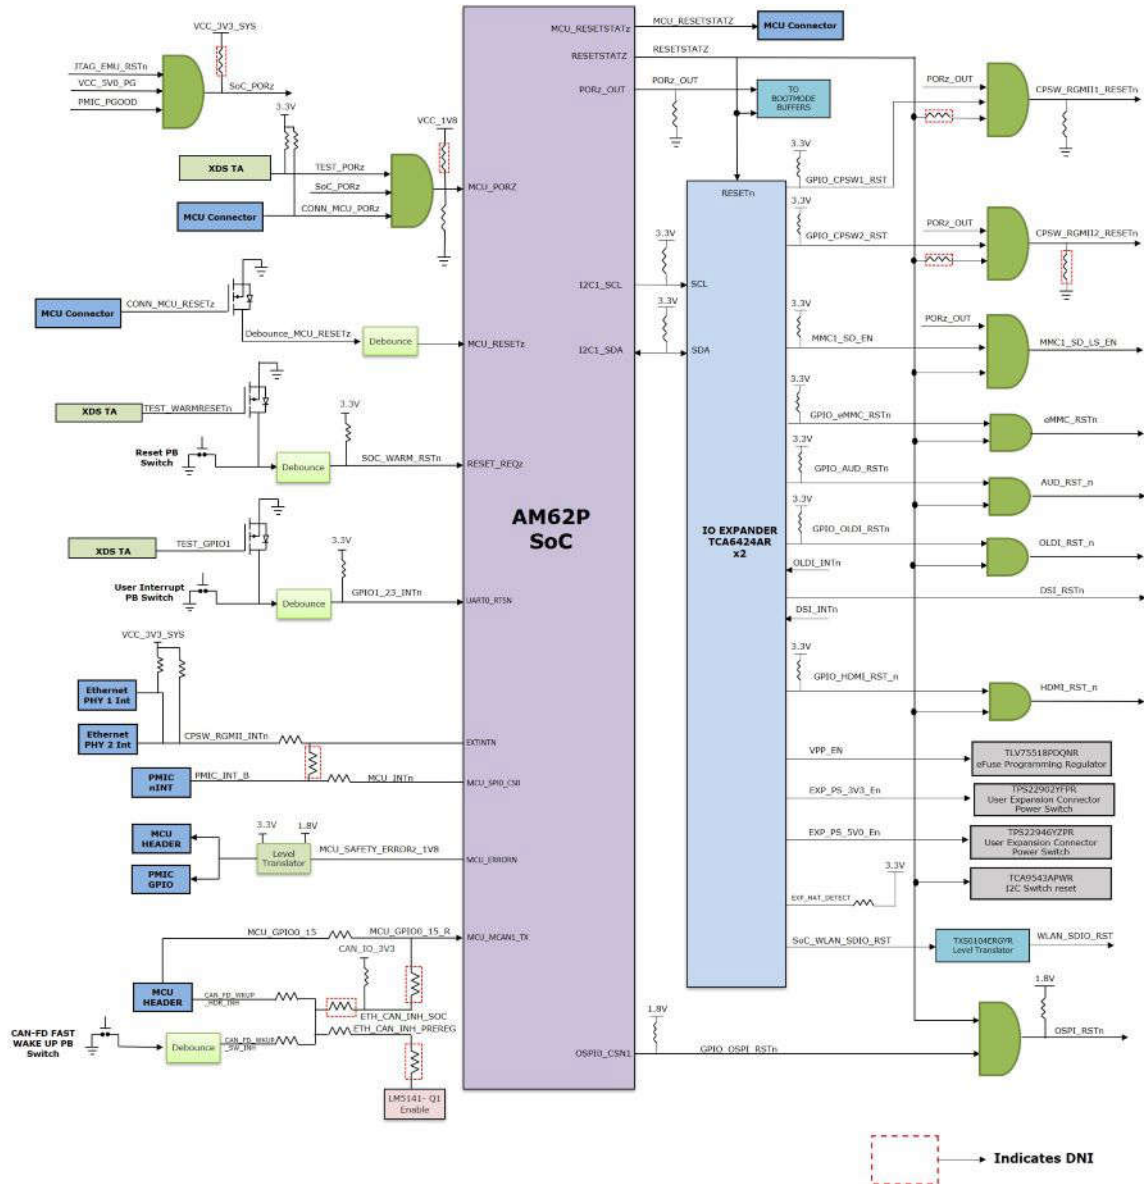 VCC_3V3_SYS
JTAG_EMU_RSTn
VCC_5V0_PG
PMIC_PGOOD
SoC_PORz
3.3V
VCC_1V8
XDS TA
TEST_PORz
SoC_PORz
MCU Connector
CONN_MCU_PORz
MCU_PORZ
MCU Connector
CONN_MCU_RESETz
Debounce_MCU_RESETz
Debounce
MCU_RESETz
XDS TA
TEST_WARMRESETn
3.3V
Reset PB
Switch
Debounce
SOC_WARM_RSTn
RESET_REQz
XDS TA
TEST_GPIO1
3.3V
User Interrupt
PB Switch
Debounce
GPIO1_23_INTn
UART0_RTSN
VCC_3V3_SYS
Ethernet
PHY 1 Int
Ethernet
PHY 2 Int
CPSW_RGMII_INTn
EXTINTN
PMIC
nINT
PMIC_INT_B
MCU_INTn
MCU_SPI0_CS0
MCU
HEADER
PMIC
GPIO
3.3V
1.8V
Level
Translator
MCU_SAFETY_ERRORz_1V8
MCU_ERRORN
MCU_GPIO0_15
MCU_GPIO0_15_R
MCU_MCAN1_TX
CAN_IO_3V3
MCU
HEADER
CAN_FD_WKUP
_HDR_INH
ETH_CAN_INH_SOC
ETH_CAN_INH_PREREG
CAN-FD FAST
WAKE UP PB
Switch
Debounce
CAN_FD_WKUP
_SW_INH
LM5141- Q1
Enable
AM62P
SoC
MCU_RESETSTATz
MCU_RESETSTATZ
MCU Connector
RESETSTATZ
RESETSTATZ
PORz_OUT
PORz_OUT
TO
BOOTMODE
BUFFERS
I2C1_SCL
3.3V
SCL
I2C1_SDA
3.3V
SDA
OSPI0_CSN1
1.8V
GPIO_OSPI_RSTn
RESETn
IO EXPANDER
TCA6424AR
x2
3.3V
GPIO_CPSW1_RST
PORz_OUT
CPSW_RGMII1_RESETn
3.3V
GPIO_CPSW2_RST
PORz_OUT
CPSW_RGMII2_RESETn
3.3V
MMC1_SD_EN
PORz_OUT
MMC1_SD_LS_EN
3.3V
GPIO_eMMC_RSTn
eMMC_RSTn
3.3V
GPIO_AUD_RSTn
AUD_RST_n
3.3V
GPIO_OLDI_RSTn
OLDI_RST_n
OLDI_INTn
DSI_RSTn
DSI_INTn
3.3V
GPIO_HDMI_RST_n
HDMI_RST_n
VPP_EN
TLV75518PDQNR
eFuse Programming Regulator
EXP_PS_3V3_En
TPS22902YFPR
User Expansion Connector
Power Switch
EXP_PS_5V0_En
TPS22946YZPR
User Expansion Connector
Power Switch
TCA9543APWR
I2C Switch reset
3.3V
EXP_HAT_DETECT
SoC_WLAN_SDIO_RST
TXS0104ERGYR
Level Translator
WLAN_SDIO_RST
1.8V
OSPI_RSTn
Indicates DNI